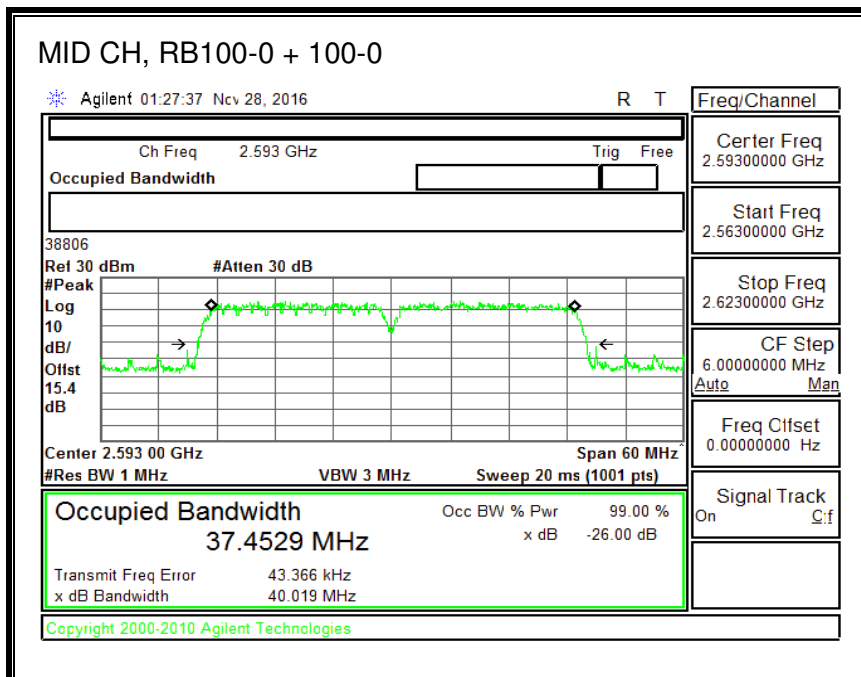 MID CH, RB100-0 + 100-0
Agilent 01:27:37 Nov 28, 2016 R T
Freq/Channel
Ch Freq 2.593 GHz Trig Free
Occupied Bandwidth
Center Freq
2.59300000 GHz
Start Freq
2.56300000 GHz
Stop Freq
2.62300000 GHz
CF Step
6.00000000 MHz
Auto Man
Freq Offset
0.00000000 Hz
Signal Track
On Off
38806
Ref 30 dBm #Atten 30 dB
#Peak
Log
10
dB/
Offst
15.4
dB
Center 2.593 00 GHz Span 60 MHz
#Res BW 1 MHz VBW 3 MHz Sweep 20 ms (1001 pts)
Occupied Bandwidth
37.4529 MHz
Occ BW % Pwr 99.00 %
x dB -26.00 dB
Transmit Freq Error 43.366 kHz
x dB Bandwidth 40.019 MHz
Copyright 2000-2010 Agilent Technologies